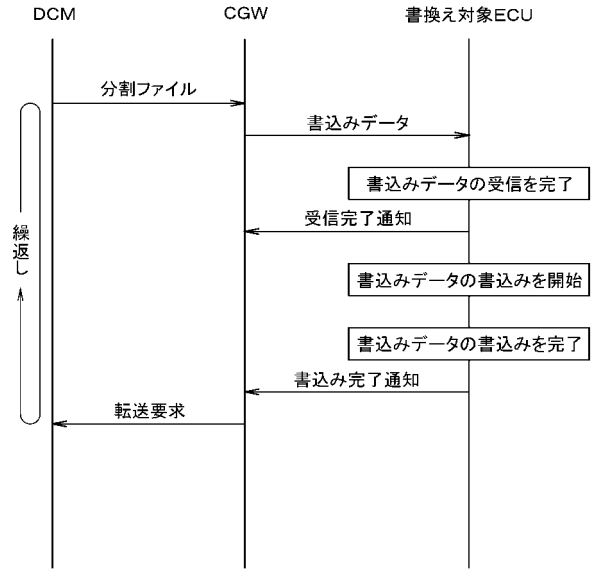 DCM
CGW
書換え対象ECU
分割ファイル
書込みデータ
書込みデータの受信を完了
受信完了通知
繰返し
書込みデータの書込みを開始
書込みデータの書込みを完了
書込み完了通知
転送要求